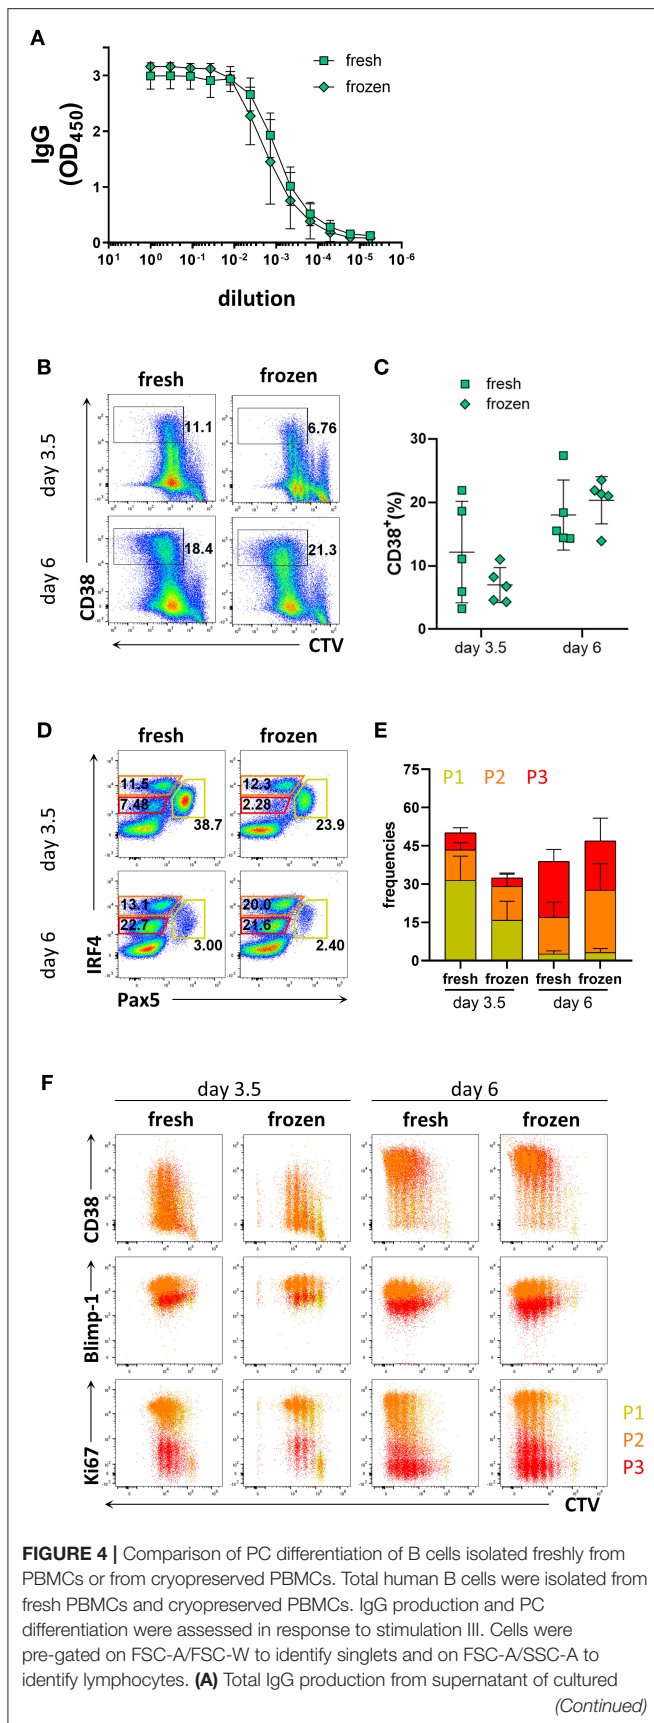 A
fresh
frozen
IgG
(OD450)
3
2
1
0
10¹ 10⁰ 10⁻¹ 10⁻² 10⁻³ 10⁻⁴ 10⁻⁵ 10⁻⁶
dilution
B
fresh frozen
day 3.5
11.1 6.76
day 6
18.4 21.3
CD38
CTV
C
fresh
frozen
CD38⁺(%)
30
20
10
0
day 3.5 day 6
D
fresh frozen
day 3.5
11.5 12.3
7.48 2.28
38.7 23.9
day 6
13.1 20.0
22.7 21.6
3.00 2.40
IRF4
Pax5
E
P1 P2 P3
frequencies
75
60
45
30
15
0
fresh frozen fresh frozen
day 3.5 day 6
F
day 3.5 day 6
fresh frozen fresh frozen
CD38
Blimp-1
Ki67
P1
P2
P3
CTV
FIGURE 4 | Comparison of PC differentiation of B cells isolated freshly from
PBMCs or from cryopreserved PBMCs. Total human B cells were isolated from
fresh PBMCs and cryopreserved PBMCs. IgG production and PC
differentiation were assessed in response to stimulation III. Cells were
pre-gated on FSC-A/FSC-W to identify singlets and on FSC-A/SSC-A to
identify lymphocytes. (A) Total IgG production from supernatant of cultured
(Continued)